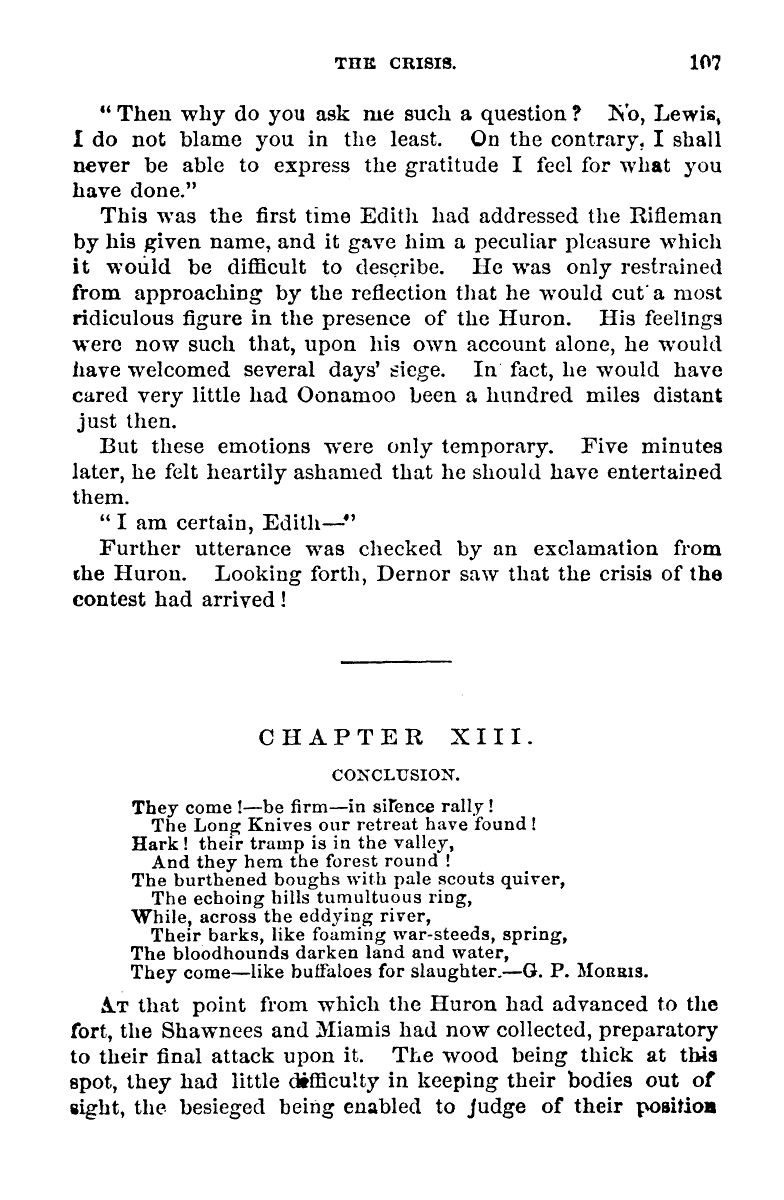 THE CRISIS. 107
“ Then why do you ask me such a question ? No, Lewis,
I do not blame you in the least. On the contrary, I shall
never be able to express the gratitude I feel for what you
have done.”
This was the first time Edith had addressed the Rifleman
by his given name, and it gave him a peculiar pleasure which
it would be difficult to describe. He was only restrained
from approaching by the reflection that he would cut a most
ridiculous figure in the presence of the Huron. His feelings
were now such that, upon his own account alone, he would
have welcomed several days’ siege. In fact, he would have
cared very little had Oonamoo been a hundred miles distant
just then.
But these emotions were only temporary. Five minutes
later, he felt heartily ashamed that he should have entertained
them.
“ I am certain, Edith—”
Further utterance was checked by an exclamation from
the Huron. Looking forth, Dernor saw that the crisis of the
contest had arrived !
CHAPTER XIII.
CONCLUSION.
They come !—be firm—in silence rally !
The Long Knives our retreat have found !
Hark ! their tramp is in the valley,
And they hem the forest round !
The burthened boughs with pale scouts quiver,
The echoing hills tumultuous ring,
While, across the eddying river,
Their barks, like foaming war-steeds, spring,
The bloodhounds darken land and water,
They come—like buffaloes for slaughter.—G. P. MORRIS.
AT that point from which the Huron had advanced to the
fort, the Shawnees and Miamis had now collected, preparatory
to their final attack upon it. The wood being thick at this
spot, they had little difficulty in keeping their bodies out of
sight, the besieged being enabled to judge of their position